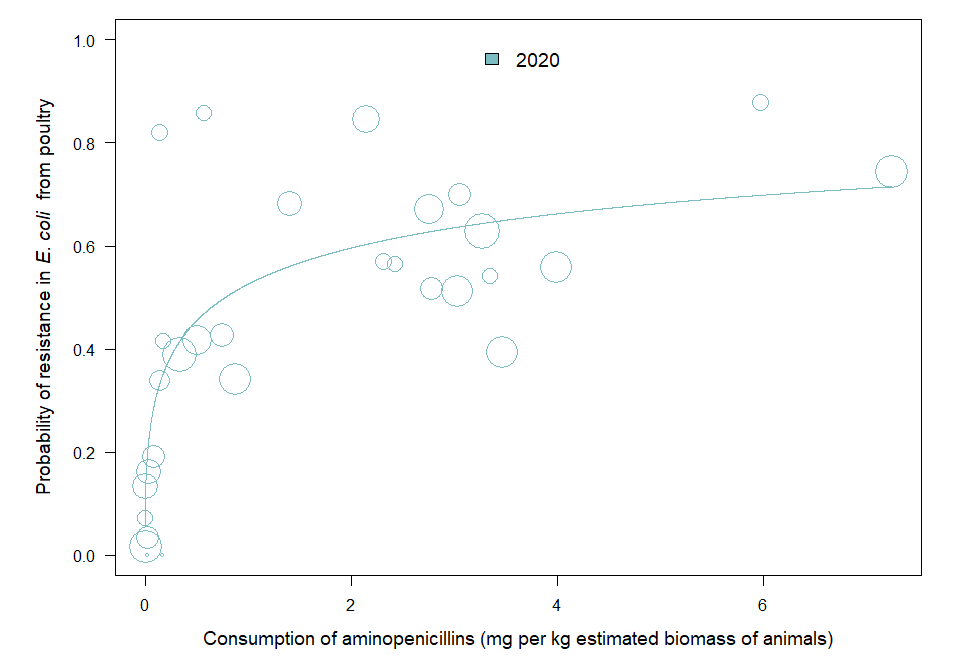 2020
1.0
0.8
0.6
0.4
0.2
0.0
Probability of resistance in E. coli from poultry
0 2 4 6
Consumption of aminopenicillins (mg per kg estimated biomass of animals)